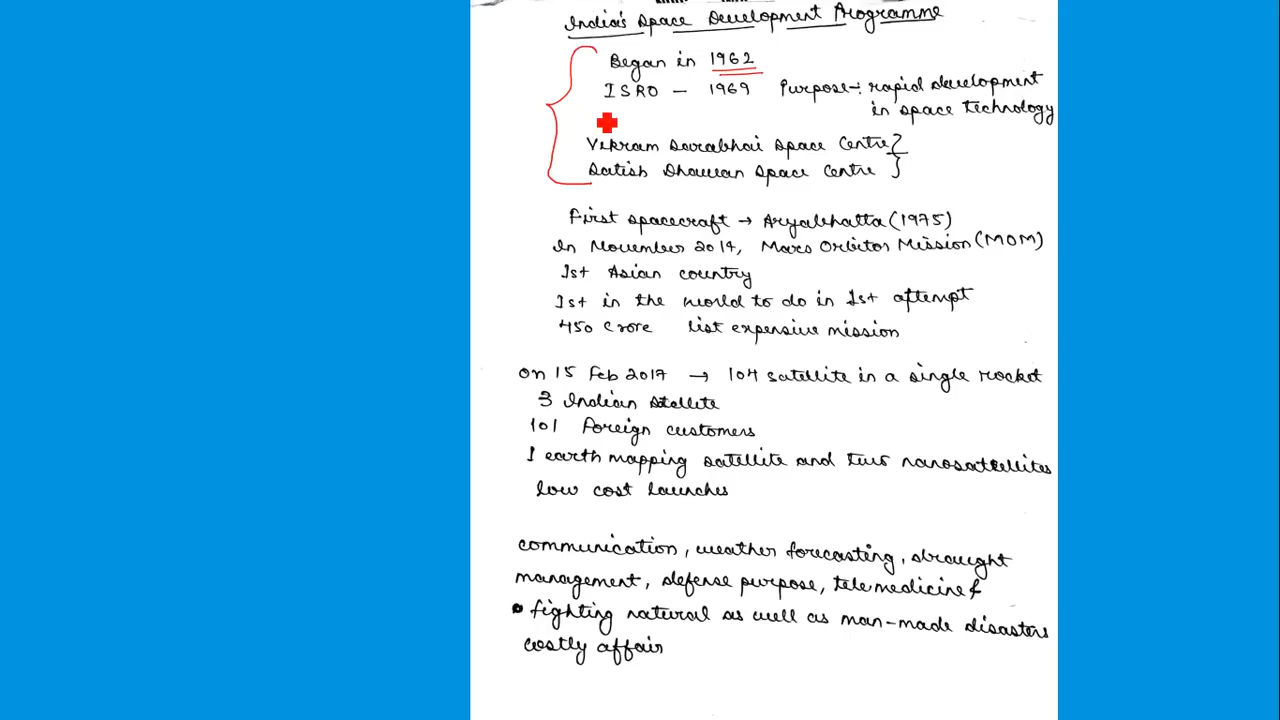 India's Space Development Programme
Began in 1962
ISRO - 1969 Purpose-: rapid development
in space technology
Vikram Sarabhai Space Centre
Satish Dhawan Space Centre
First spacecraft → Aryabhatta (1975)
In November 2014, Mars Orbitor Mission (MOM)
1st Asian country
1st in the world to do in 1st attempt
450 crore list expensive mission
on 15 Feb 2017 → 104 satellite in a single rocket
3 Indian satellite
101 Foreign customers
1 earth mapping satellite and two nanosatellites
low cost launches
communication, weather forecasting, drought
management, defense purpose, telemedicine &
fighting natural as well as man-made disasters
costly affair